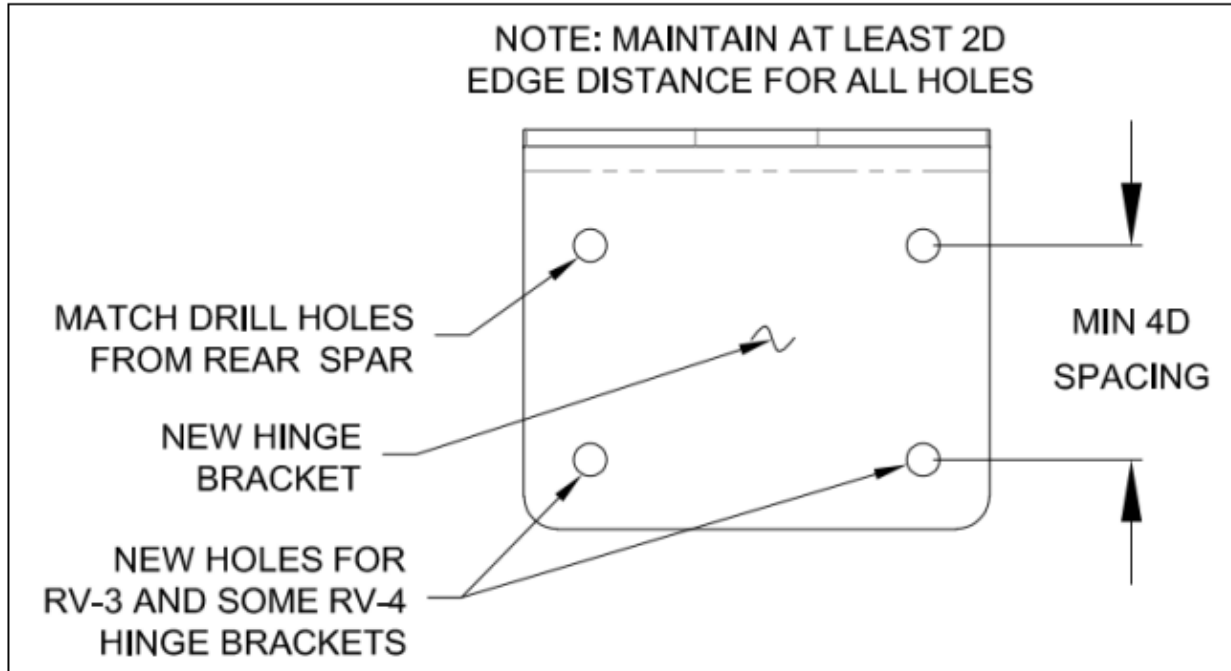 NOTE: MAINTAIN AT LEAST 2D
EDGE DISTANCE FOR ALL HOLES
MATCH DRILL HOLES
FROM REAR SPAR
MIN 4D
SPACING
NEW HINGE
BRACKET
NEW HOLES FOR
RV-3 AND SOME RV-4
HINGE BRACKETS